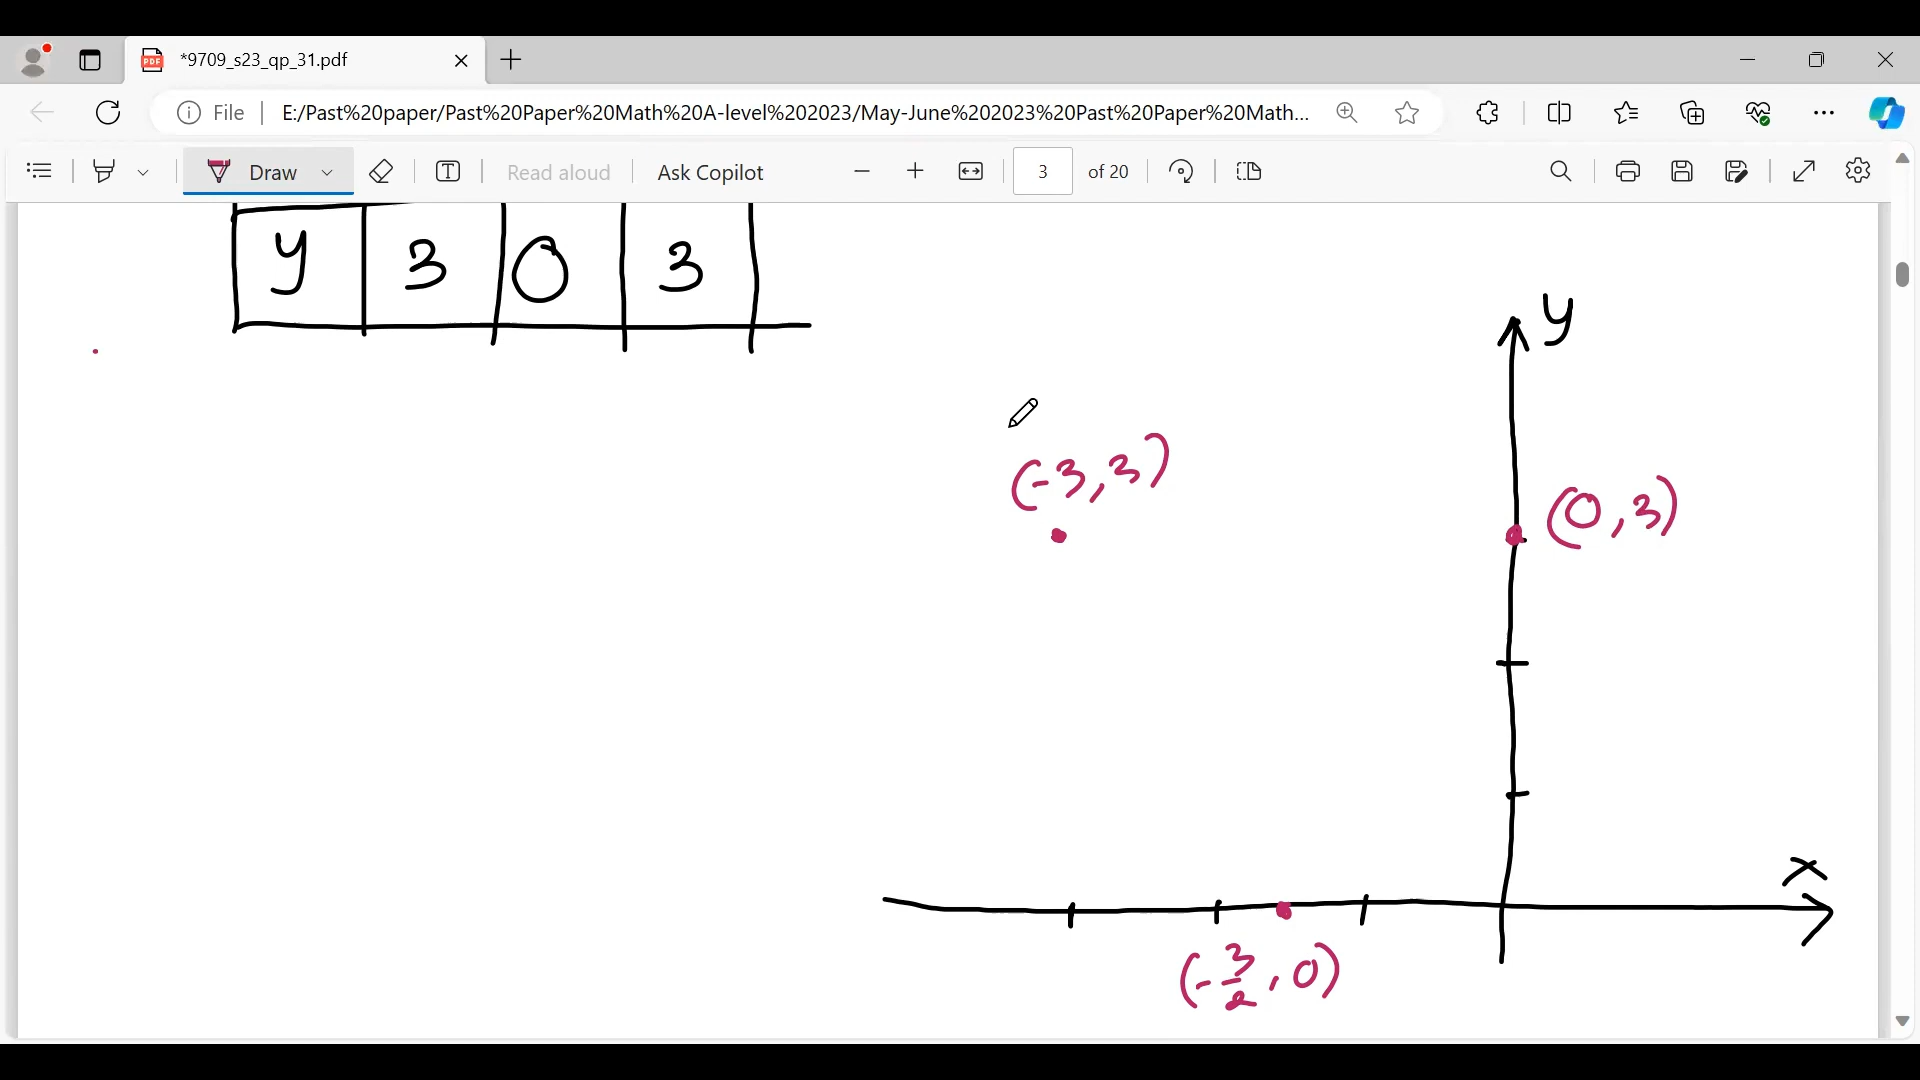 *9709_s23_qp_31.pdf
File E:/Past%20paper/Past%20Paper%20Math%20A-level%202023/May-June%202023%20Past%20Paper%20Math...
Draw Read aloud Ask Copilot 3 of 20
y 3 0 3
y
(-3,3)
(0,3)
x
(-3/2,0)